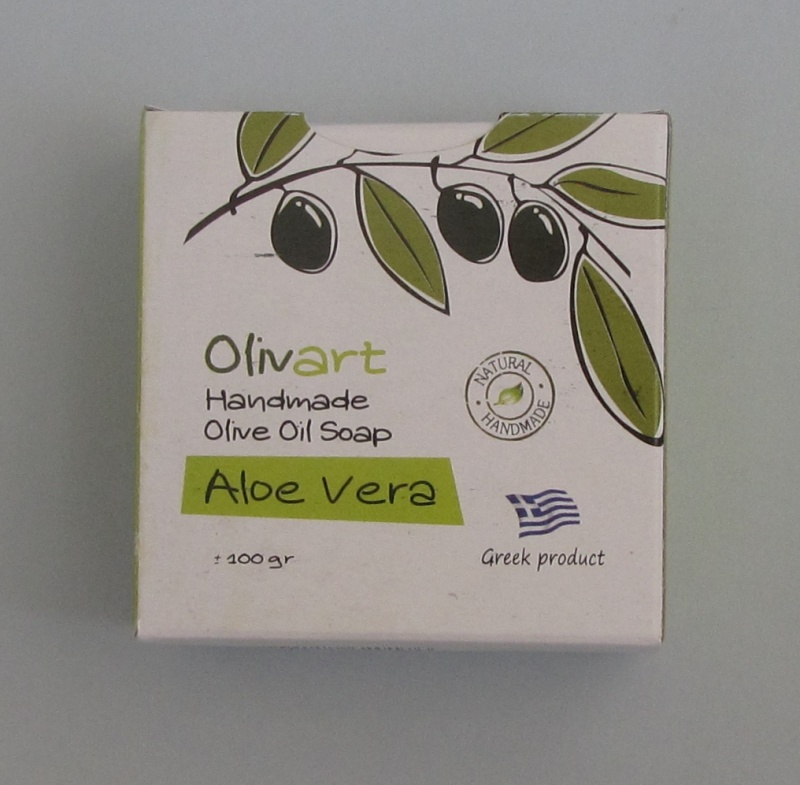 Olivart
Handmade
Olive Oil Soap
NATURAL
HANDMADE
Aloe Vera
± 100 gr
Greek product